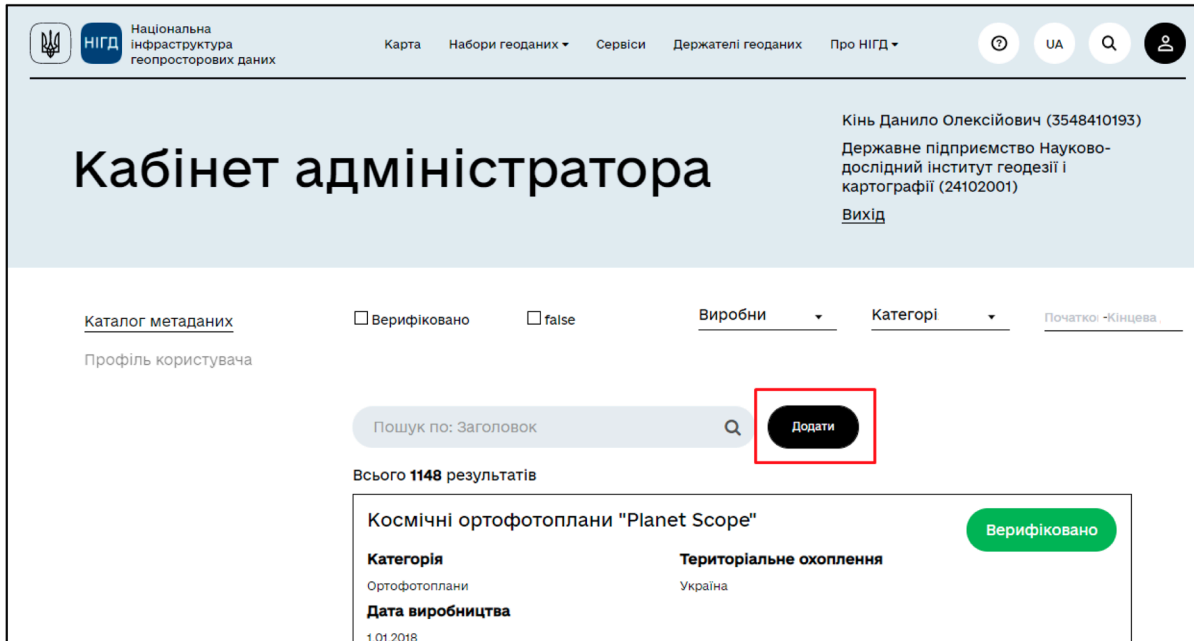 НІГД
Національна
інфраструктура
геопросторових даних
Карта Набори геоданих Сервіси Держателі геоданих Про НІГД
UA
Кабінет адміністратора
Кінь Данило Олексійович (3548410193)
Державне підприємство Науково-
дослідний інститут геодезії і
картографії (24102001)
Вихід
Каталог метаданих
Профіль користувача
Верифіковано false Виробни Категорі Початко -Кінцева
Пошук по: Заголовок
Додати
Всього 1148 результатів
Космічні ортофотоплани "Planet Scope"
Верифіковано
Категорія Територіальне охоплення
Ортофотоплани Україна
Дата виробництва
1.01.2018